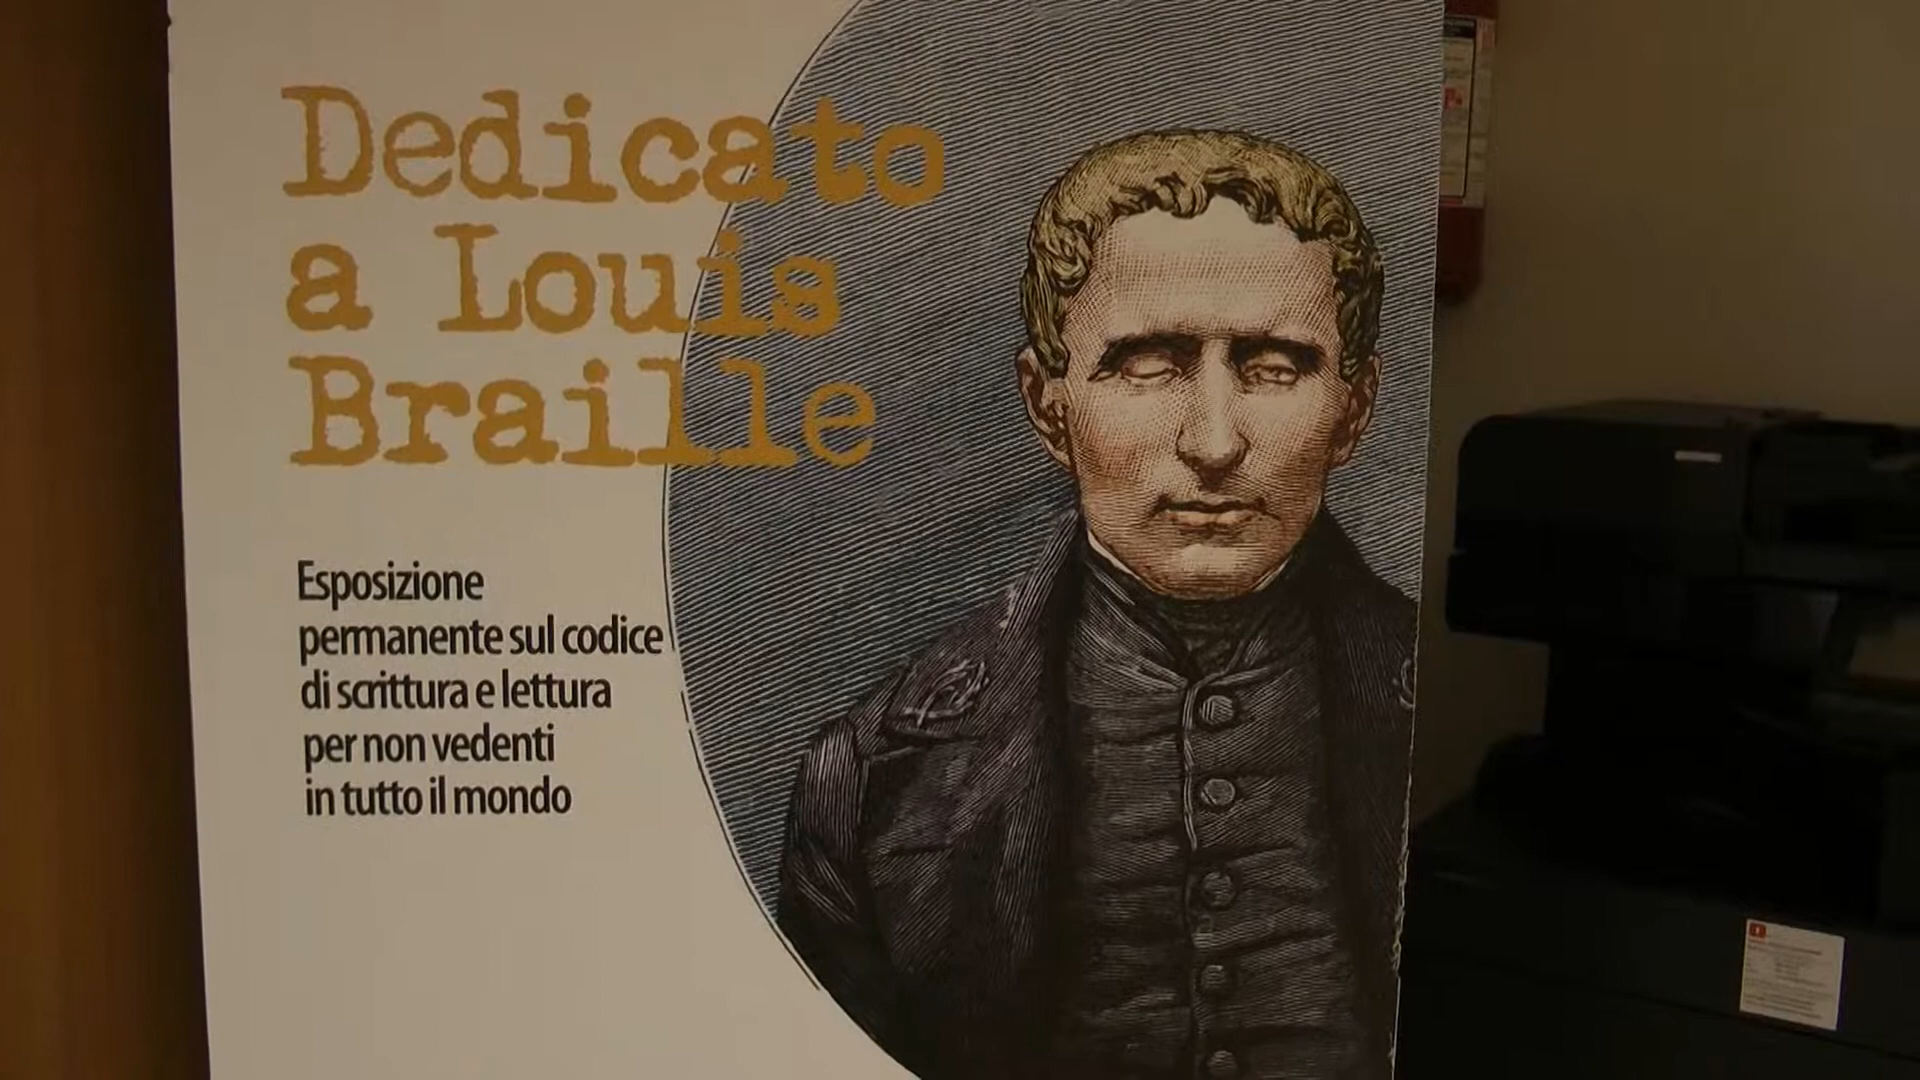 Dedicato
a Louis
Braille
Esposizione
permanente sul codice
di scrittura e lettura
per non vedenti
in tutto il mondo